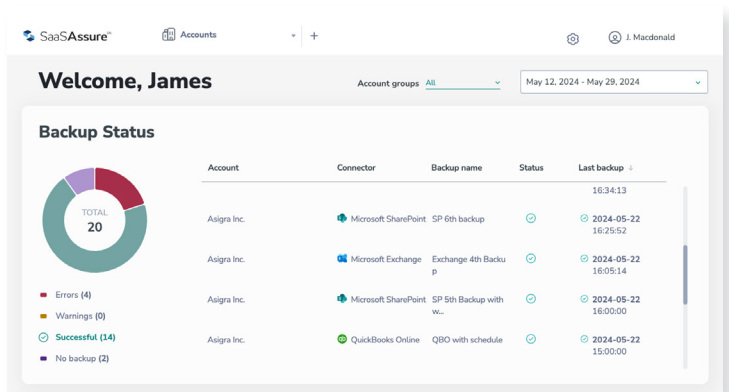 SaaSAssure™
Accounts
+
J. Macdonald
Welcome, James
Account groups All
May 12, 2024 - May 29, 2024
Backup Status
Account Connector Backup name Status Last backup ↓
16:34:13
TOTAL
20
Asigra Inc. Microsoft SharePoint SP 6th backup 2024-05-22
16:25:52
Asigra Inc. Microsoft Exchange Exchange 4th Backu 2024-05-22
p 16:05:14
Errors (4)
Asigra Inc. Microsoft SharePoint SP 5th Backup with 2024-05-22
w... 16:00:00
Warnings (0)
Successful (14)
Asigra Inc. QuickBooks Online QBO with schedule 2024-05-22
15:00:00
No backup (2)